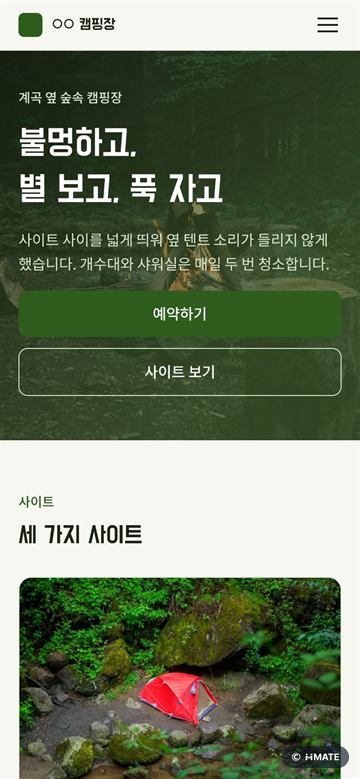 ○○ 캠핑장
계곡 옆 숲속 캠핑장
불멍하고,
별 보고, 푹 자고
사이트 사이를 넓게 띄워 옆 텐트 소리가 들리지 않게
했습니다. 개수대와 샤워실은 매일 두 번 청소합니다.
예약하기
사이트 보기
사이트
세 가지 사이트
© HMATE